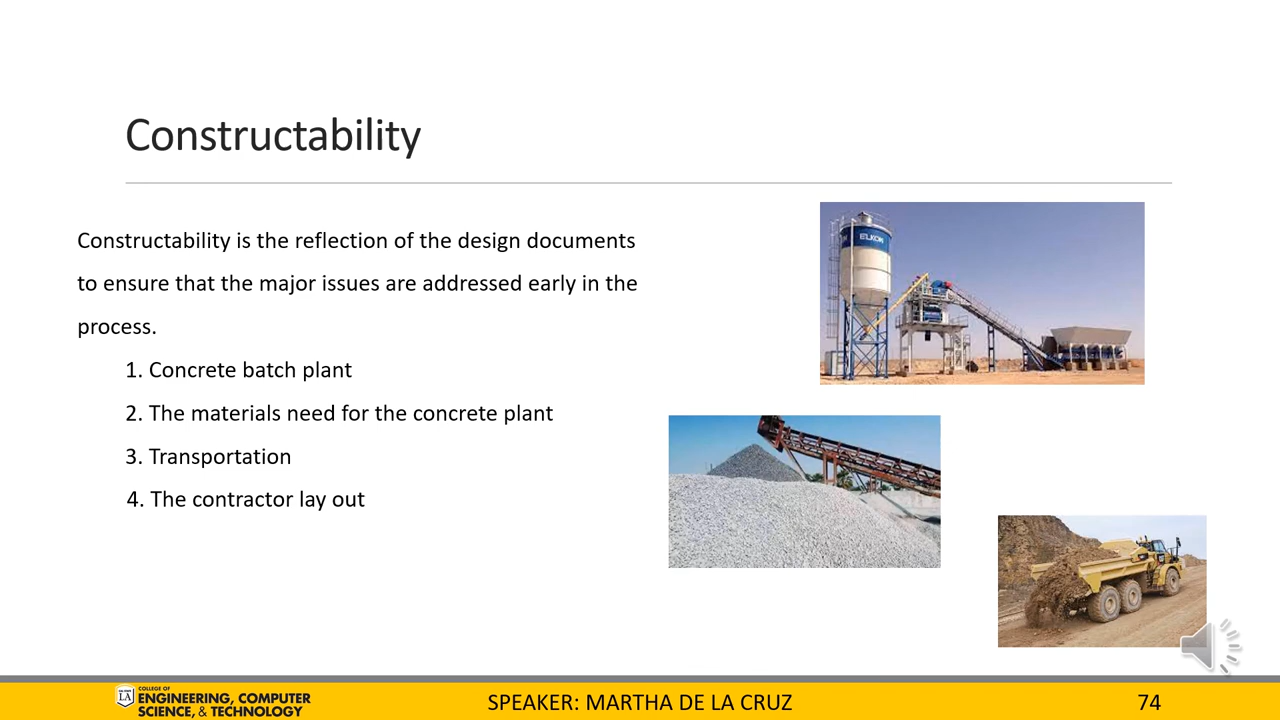 Constructability
Constructability is the reflection of the design documents
to ensure that the major issues are addressed early in the
process.
1. Concrete batch plant
2. The materials need for the concrete plant
3. Transportation
4. The contractor lay out
ELKON
LA
COLLEGE OF
ENGINEERING, COMPUTER
SCIENCE, & TECHNOLOGY
SPEAKER: MARTHA DE LA CRUZ
74